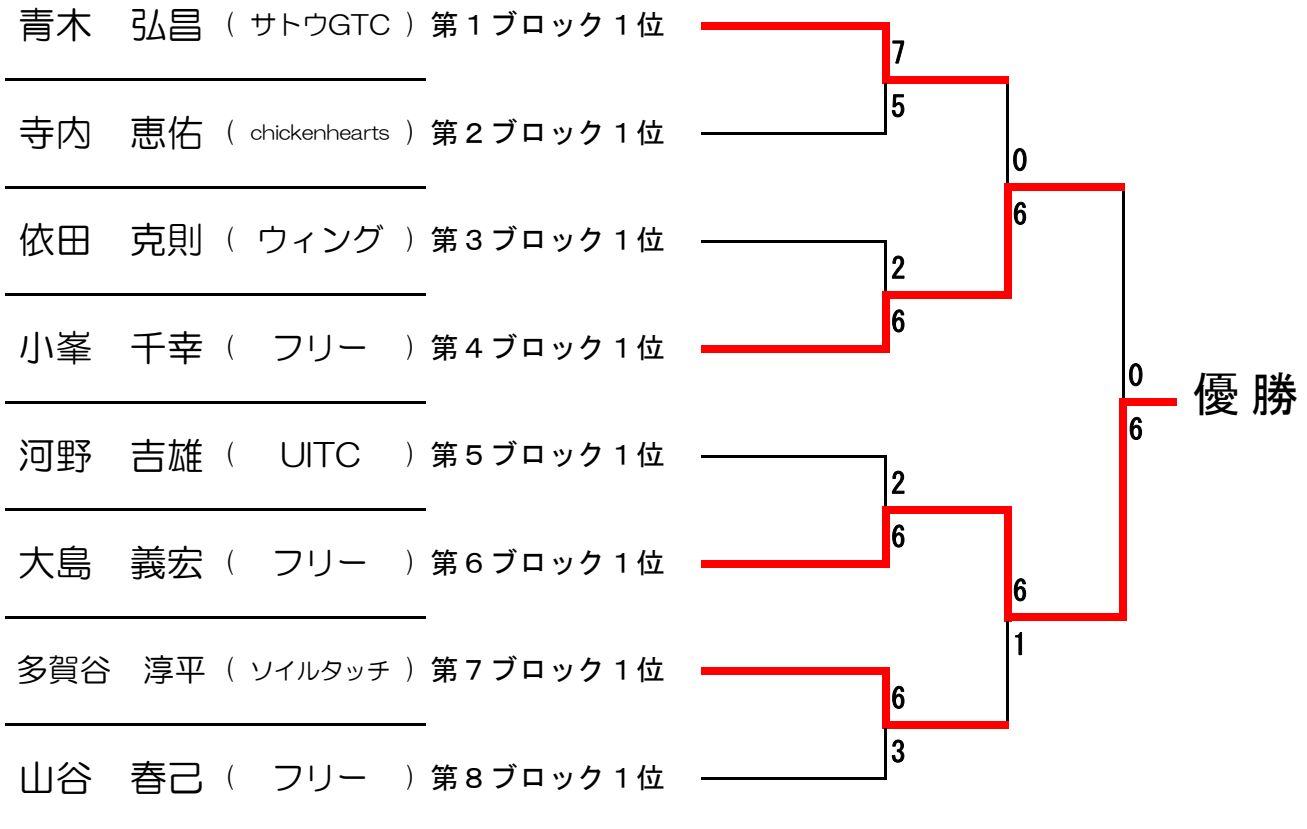 青木　弘昌 ( サトウGTC ) 第１ブロック１位
7
5
寺内　恵佑 ( chickenhearts ) 第２ブロック１位
0
6
依田　克則 ( ウィング ) 第３ブロック１位
2
6
小峯　千幸 ( フリー ) 第４ブロック１位
0
優勝
6
河野　吉雄 ( UITC ) 第５ブロック１位
2
6
大島　義宏 ( フリー ) 第６ブロック１位
6
1
多賀谷　淳平 ( ソイルタッチ ) 第７ブロック１位
6
3
山谷　春己 ( フリー ) 第８ブロック１位